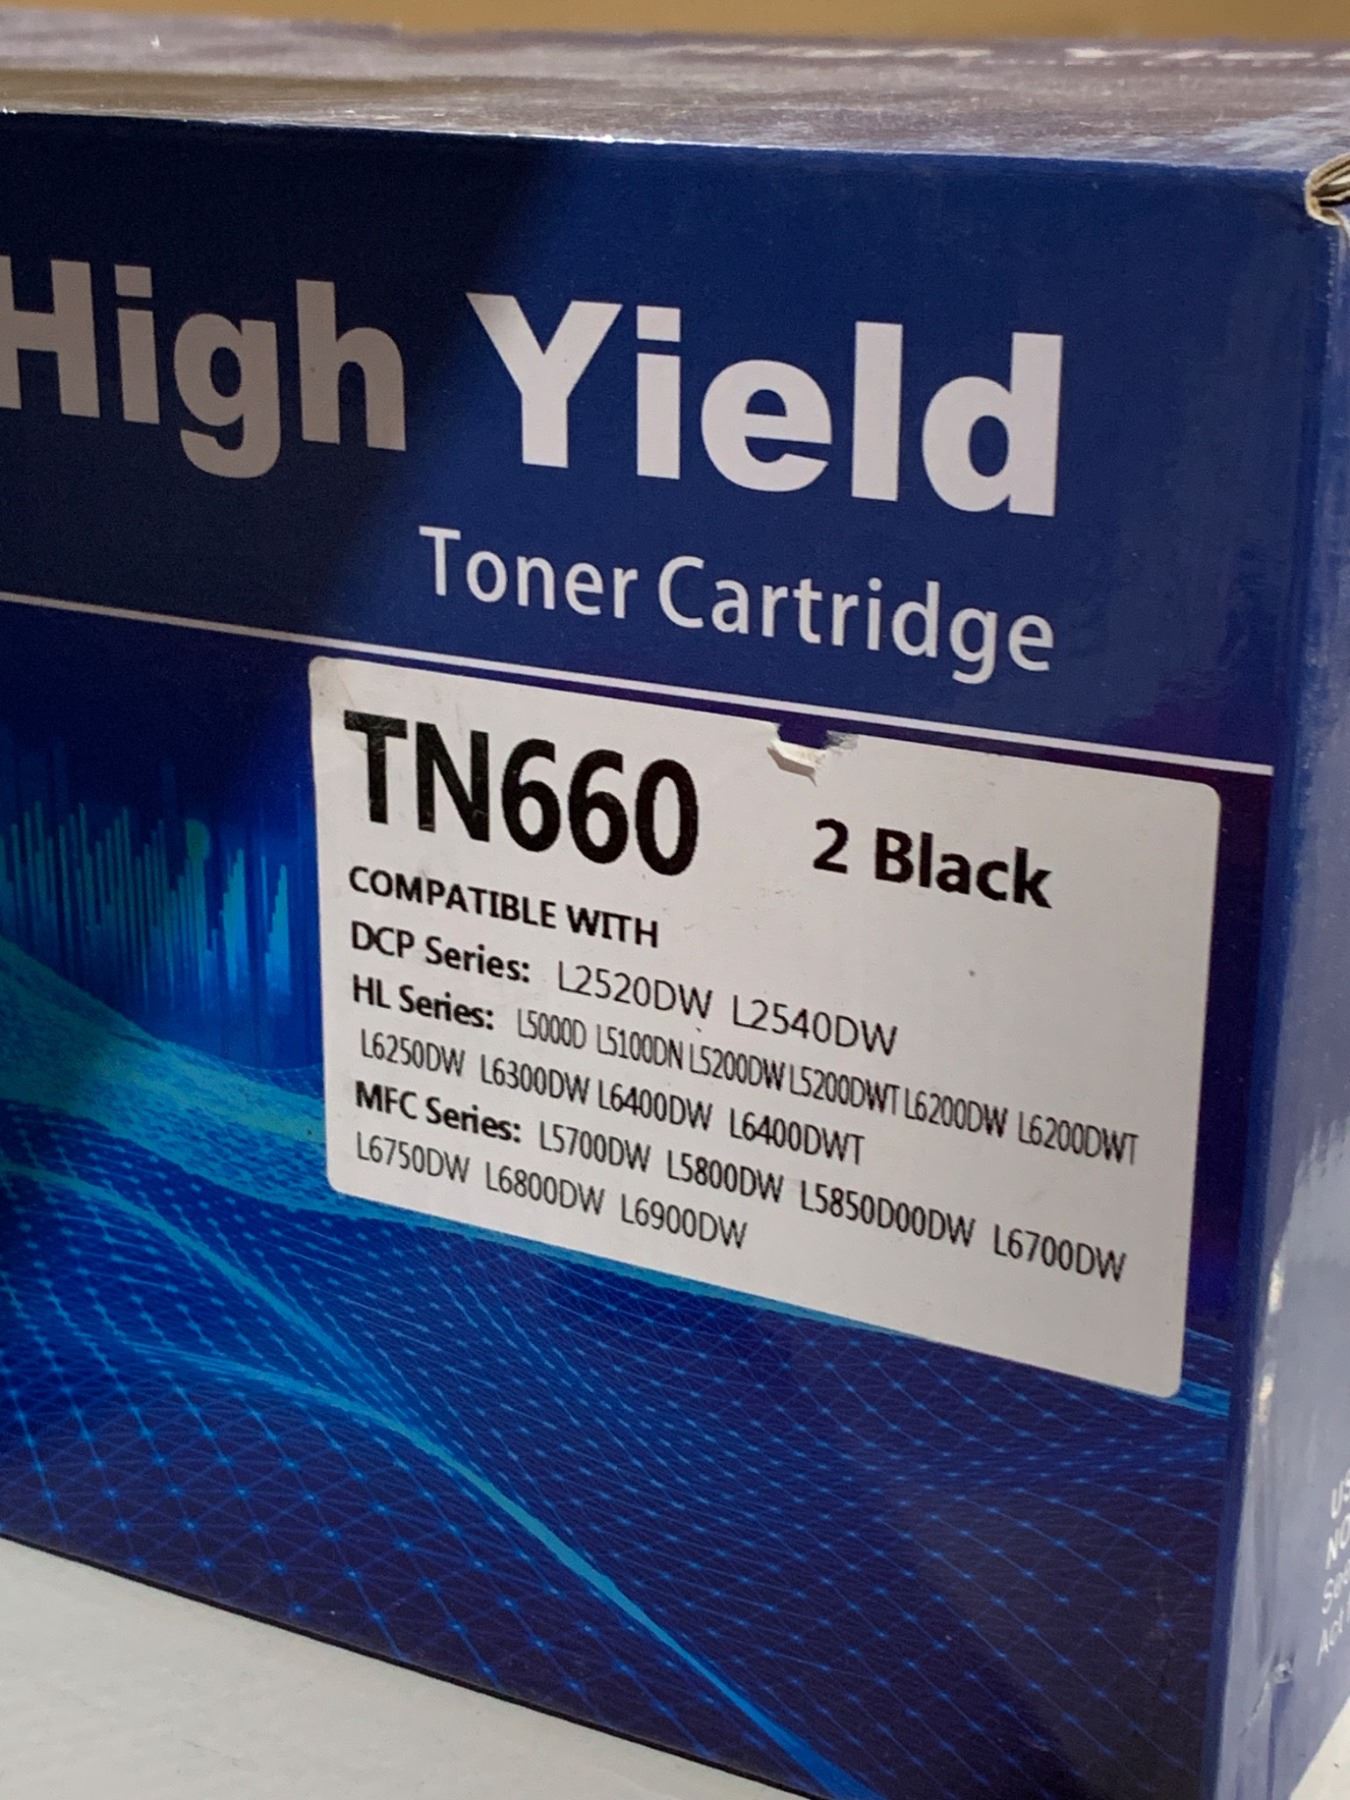 High Yield
Toner Cartridge
TN660 2 Black
COMPATIBLE WITH
DCP Series: L2520DW L2540DW
HL Series: L5000D L5100DN L5200DW L5200DWT L6200DW L6200DWT
L6250DW L6300DW L6400DW L6400DWT
MFC Series: L5700DW L5800DW L5850D00DW L6700DW
L6750DW L6800DW L6900DW